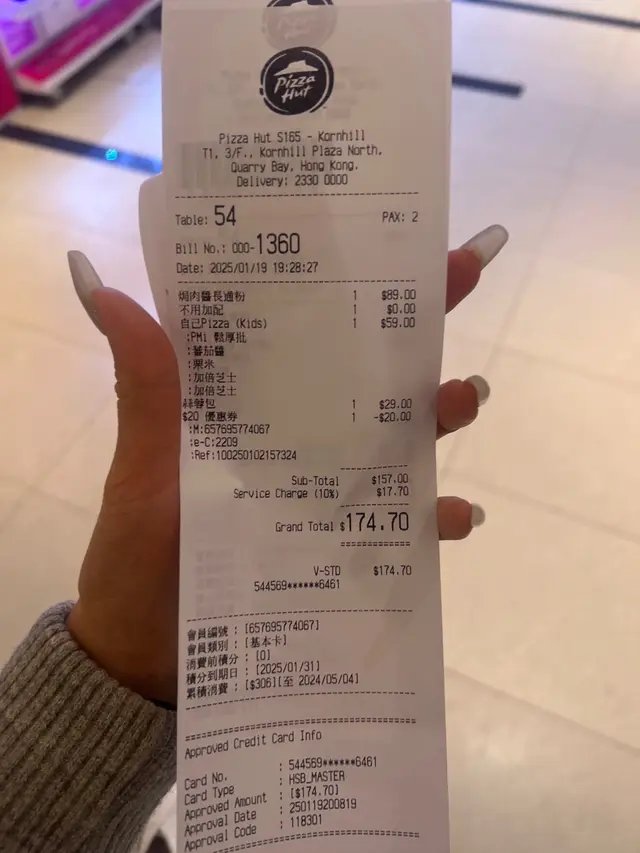 Pizza
Hut
Pizza Hut S165 - Kornhill
T1, 3/F., Kornhill Plaza North,
Quarry Bay, Hong Kong.
Delivery: 2330 0000
Table: 54 PAX: 2
Bill No.: 000-1360
Date: 2025/01/19 19:28:27
焗肉醬長通粉 1 $89.00
不用加配 1 $0.00
自己Pizza (Kids) 1 $59.00
:PMi 鬆厚批
:蕃茄醬
:粟米
:加倍芝士
:加倍芝士
蒜蓉包 1 $29.00
$20 優惠券 1 -$20.00
:M:657695774067
:e-C:2209
:Ref:100250102157324
Sub-Total $157.00
Service Charge (10%) $17.70
Grand Total $174.70
V-STD $174.70
544569******6461
會員編號 : [657695774067]
會員類別 : [基本卡]
消費前積分 : [0]
積分到期日 : [2025/01/31]
累積消費 : [$306][至 2024/05/04]
Approved Credit Card Info
Card No. : 544569******6461
Card Type : HSB_MASTER
Approved Amount : [$174.70]
Approval Date : 250119200819
Approval Code : 118301